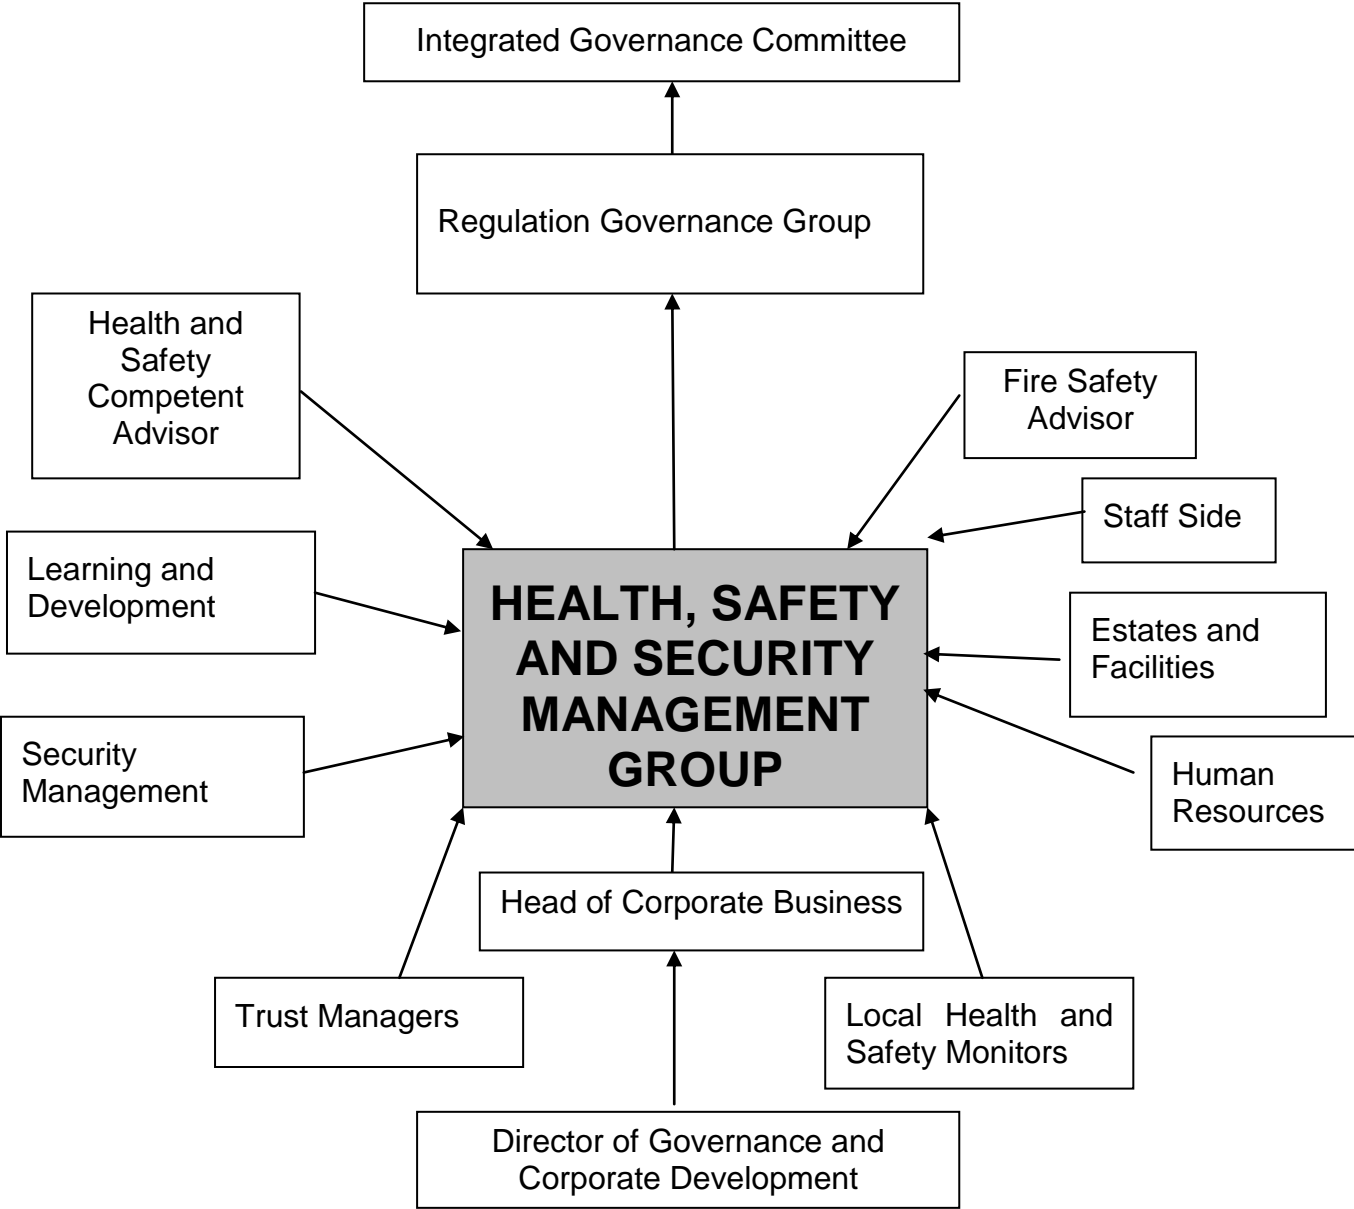 Integrated Governance Committee
Regulation Governance Group
Health and
Safety
Competent
Advisor
Fire Safety
Advisor
Staff Side
Learning and
Development
HEALTH, SAFETY
AND SECURITY
MANAGEMENT
GROUP
Estates and
Facilities
Security
Management
Human
Resources
Head of Corporate Business
Trust Managers
Local Health and
Safety Monitors
Director of Governance and
Corporate Development